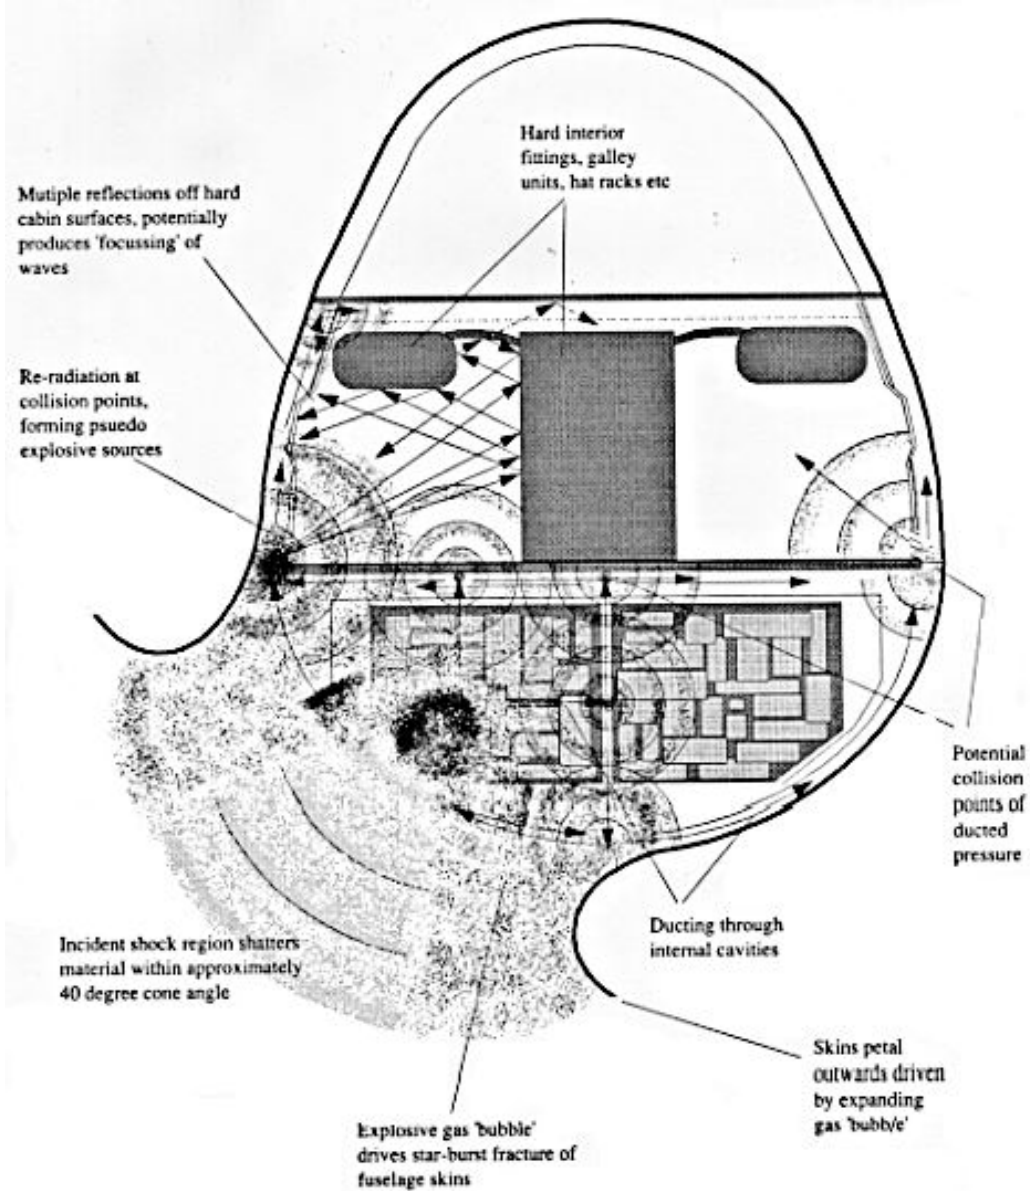 Hard interior
fittings, galley
units, hat racks etc
Mutiple reflections off hard
cabin surfaces, potentially
produces 'focussing' of
waves
Re-radiation at
collision points,
forming psuedo
explosive sources
Potential
collision
points of
ducted
pressure
Ducting through
internal cavities
Incident shock region shatters
material within approximately
40 degree cone angle
Skins petal
outwards driven
by expanding
gas 'bubb/e'
Explosive gas 'bubble'
drives star-burst fracture of
fuselage skins